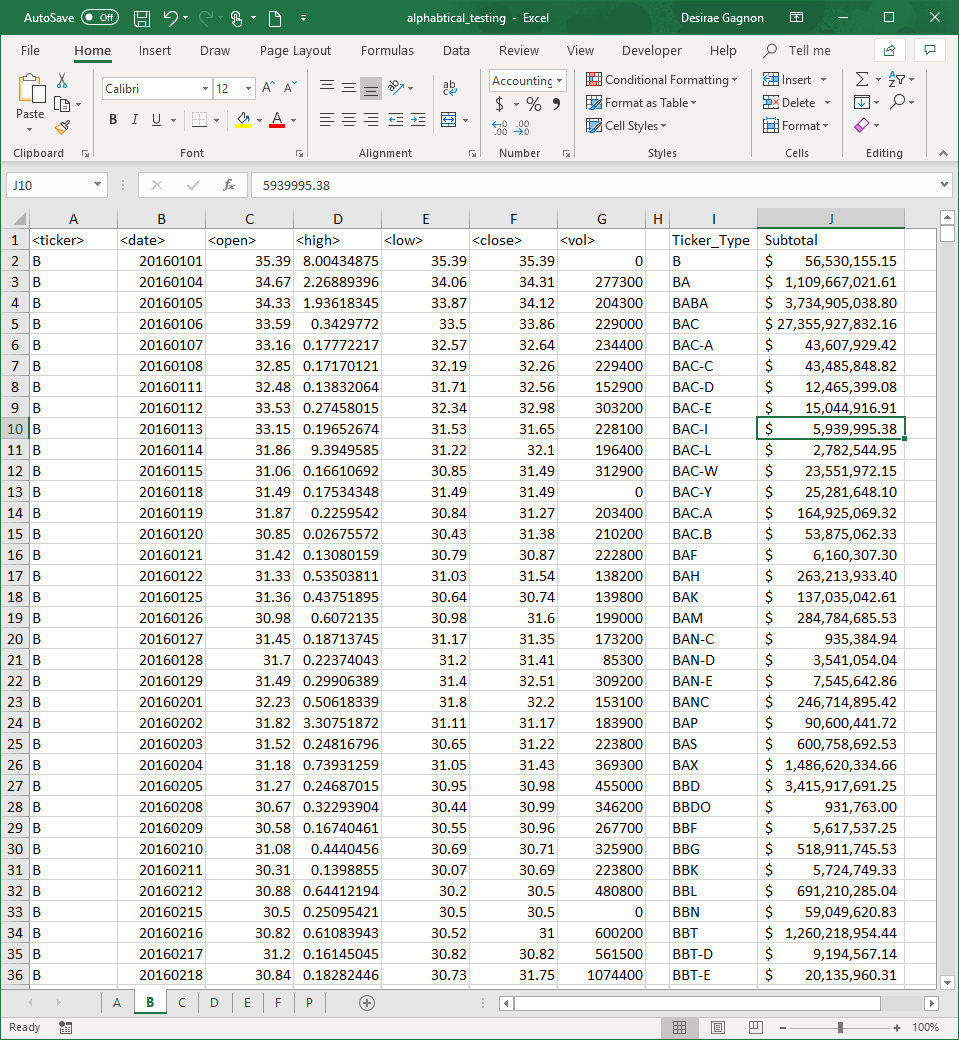 AutoSave Off alphabtical_testing - Excel Desirae Gagnon
File Home Insert Draw Page Layout Formulas Data Review View Developer Help Tell me
Calibri 12 Accounting Conditional Formatting Insert
Paste $ % Format as Table Delete
B I U Cell Styles Format
Clipboard Font Alignment Number Styles Cells Editing
J10 fx 5939995.38
A B C D E F G H I J
1 <ticker> <date> <open> <high> <low> <close> <vol> Ticker_Type Subtotal
2 B 20160101 35.39 8.00434875 35.39 35.39 0 B $ 56,530,155.15
3 B 20160104 34.67 2.26889396 34.06 34.31 277300 BA $ 1,109,667,021.61
4 B 20160105 34.33 1.93618345 33.87 34.12 204300 BABA $ 3,734,905,038.80
5 B 20160106 33.59 0.3429772 33.5 33.86 229000 BAC $ 27,355,927,832.16
6 B 20160107 33.16 0.17772217 32.57 32.64 234400 BAC-A $ 43,607,929.42
7 B 20160108 32.85 0.17170121 32.19 32.26 229400 BAC-C $ 43,485,848.82
8 B 20160111 32.48 0.13832064 31.71 32.56 152900 BAC-D $ 12,465,399.08
9 B 20160112 33.53 0.27458015 32.34 32.98 303200 BAC-E $ 15,044,916.91
10 B 20160113 33.15 0.19652674 31.53 31.65 228100 BAC-I $ 5,939,995.38
11 B 20160114 31.86 9.3949585 31.22 32.1 196400 BAC-L $ 2,782,544.95
12 B 20160115 31.06 0.16610692 30.85 31.49 312900 BAC-W $ 23,551,972.15
13 B 20160118 31.49 0.17534348 31.49 31.49 0 BAC-Y $ 25,281,648.10
14 B 20160119 31.87 0.2259542 30.84 31.27 203400 BAC.A $ 164,925,069.32
15 B 20160120 30.85 0.02675572 30.43 31.38 210200 BAC.B $ 53,875,062.33
16 B 20160121 31.42 0.13080159 30.79 30.87 222800 BAF $ 6,160,307.30
17 B 20160122 31.33 0.53503811 31.03 31.54 138200 BAH $ 263,213,933.40
18 B 20160125 31.36 0.43751895 30.64 30.74 139800 BAK $ 137,035,042.61
19 B 20160126 30.98 0.6072135 30.98 31.6 199000 BAM $ 284,784,685.53
20 B 20160127 31.45 0.18713745 31.17 31.35 173200 BAN-C $ 935,384.94
21 B 20160128 31.7 0.22374043 31.2 31.41 85300 BAN-D $ 3,541,054.04
22 B 20160129 31.49 0.29906389 31.4 32.51 309200 BAN-E $ 7,545,642.86
23 B 20160201 32.23 0.50618339 31.8 32.2 153100 BANC $ 246,714,895.42
24 B 20160202 31.82 3.30751872 31.11 31.17 183900 BAP $ 90,600,441.72
25 B 20160203 31.52 0.24816796 30.65 31.22 223800 BAS $ 600,758,692.53
26 B 20160204 31.18 0.73931259 31.05 31.43 369300 BAX $ 1,486,620,334.66
27 B 20160205 31.27 0.24687015 30.95 30.98 455000 BBD $ 3,415,917,691.25
28 B 20160208 30.67 0.32293904 30.44 30.99 346200 BBDO $ 931,763.00
29 B 20160209 30.58 0.16740461 30.55 30.96 267700 BBF $ 5,617,537.25
30 B 20160210 31.08 0.4440456 30.69 30.71 325900 BBG $ 518,911,745.53
31 B 20160211 30.31 0.1398855 30.07 30.69 223800 BBK $ 5,724,749.33
32 B 20160212 30.88 0.64412194 30.2 30.5 480800 BBL $ 691,210,285.04
33 B 20160215 30.5 0.25095421 30.5 30.5 0 BBN $ 59,049,620.83
34 B 20160216 30.82 0.61083943 30.52 31 600200 BBT $ 1,260,218,954.44
35 B 20160217 31.2 0.16145045 30.82 30.82 561500 BBT-D $ 9,194,567.14
36 B 20160218 30.84 0.18282446 30.73 31.75 1074400 BBT-E $ 20,135,960.31
A B C D E F P
Ready 100%